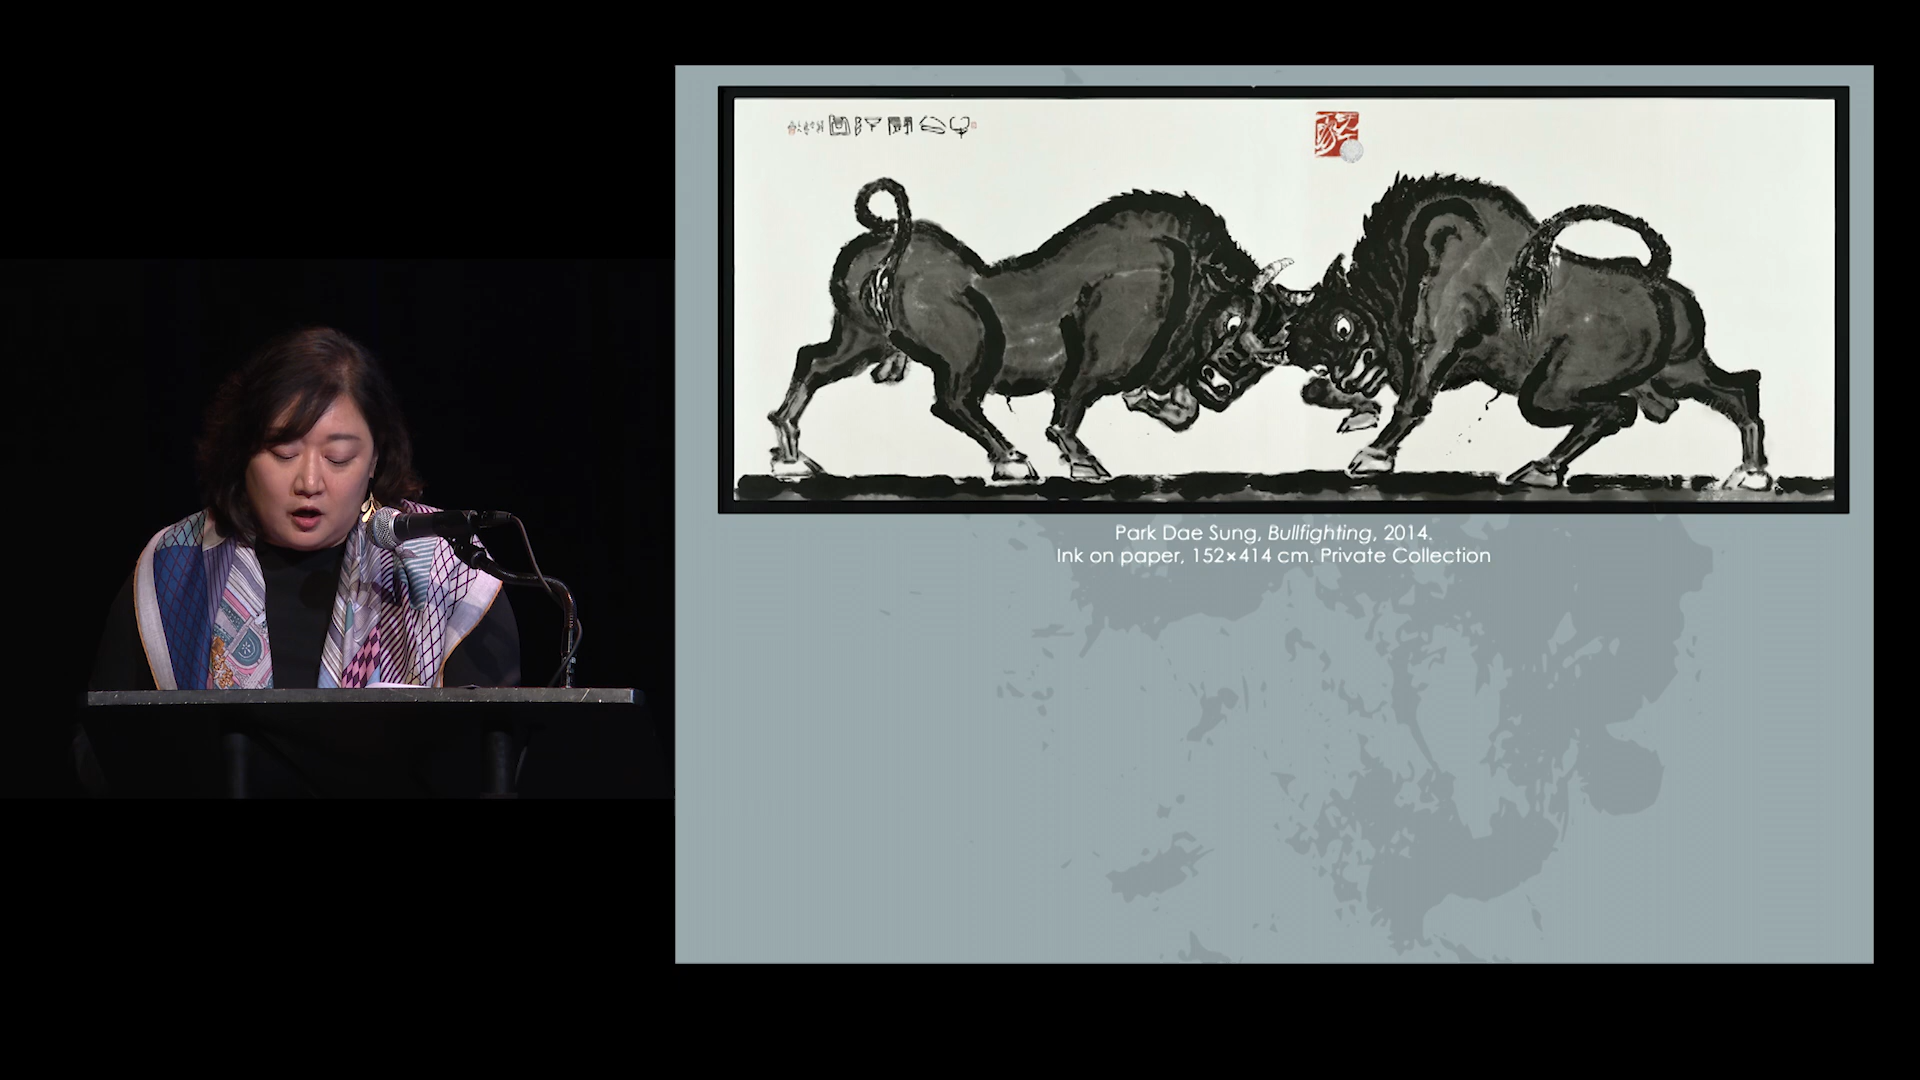 Park Dae Sung, Bullfighting, 2014.
Ink on paper, 152×414 cm. Private Collection